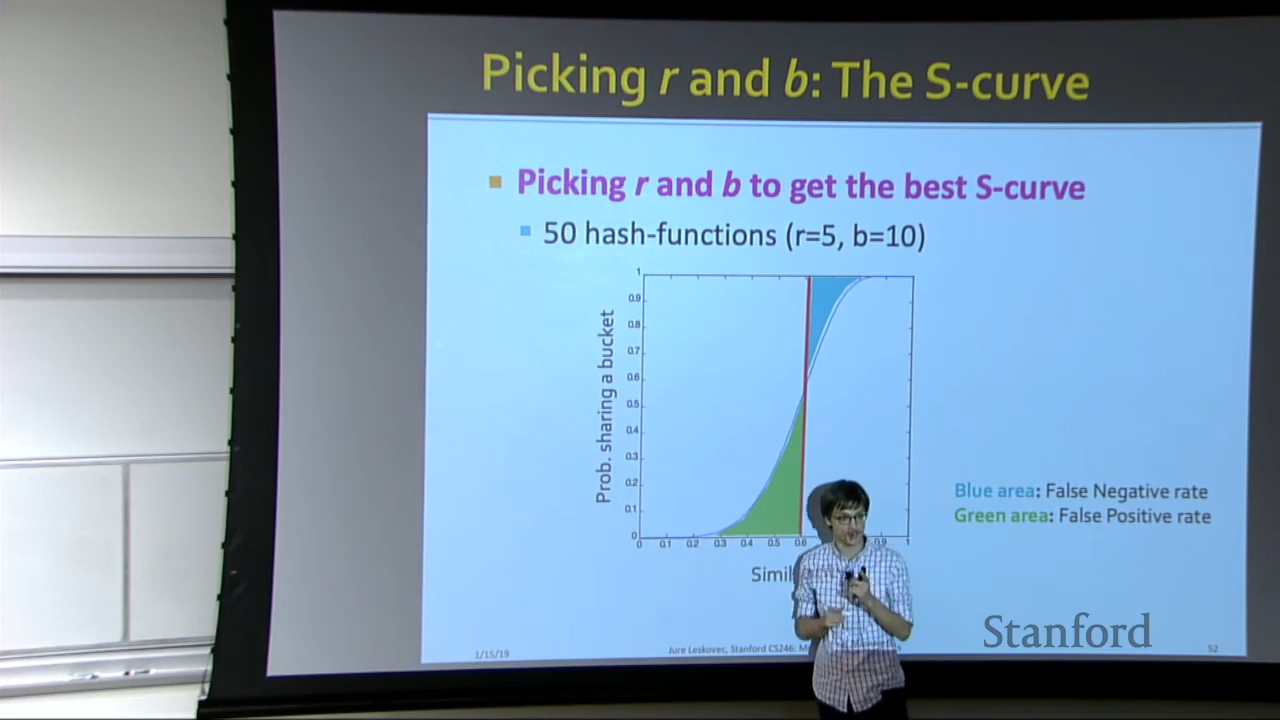 Picking r and b: The S-curve
Picking r and b to get the best S-curve
50 hash-functions (r=5, b=10)
Prob. sharing a bucket
1
0.9
0.8
0.7
0.6
0.5
0.4
0.3
0.2
0.1
0
0 0.1 0.2 0.3 0.4 0.5 0.6 0.9 1
Blue area: False Negative rate
Green area: False Positive rate
Stanford
1/15/19
Jure Leskovec, Stanford CS246:
52